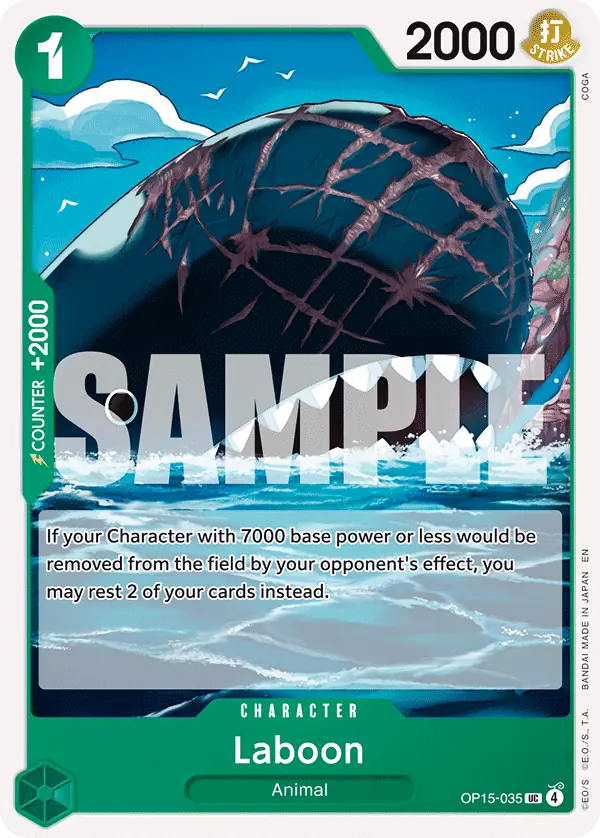 1
2000
打
STRIKE
COGA
COUNTER +2000
SAMPLE
If your Character with 7000 base power or less would be
removed from the field by your opponent's effect, you
may rest 2 of your cards instead.
CHARACTER
Laboon
Animal
OP15-035 UC 4
©EO/S ©E.O./S., T.A. BANDAI MADE IN JAPAN EN